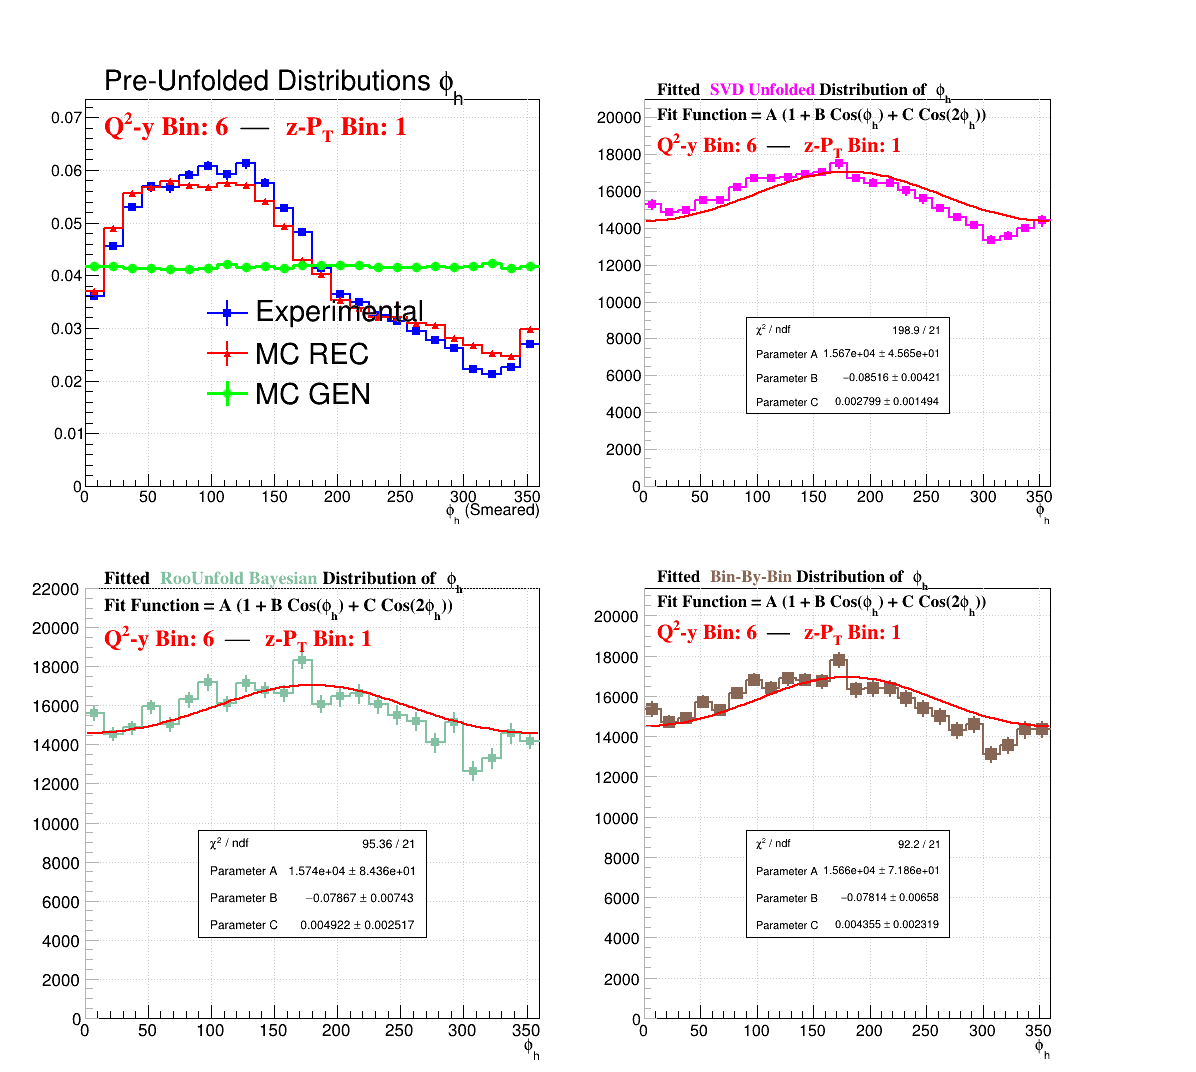 Pre-Unfolded Distributions ϕh
Q2-y Bin: 6 — z-PT Bin: 1
0.07
0.06
0.05
0.04
0.03
0.02
0.01
0
Experimental
MC REC
MC GEN
0 50 100 150 200 250 300 350
ϕh (Smeared)
Fitted SVD Unfolded Distribution of ϕh
Fit Function = A (1 + B Cos(ϕh) + C Cos(2ϕh))
Q2-y Bin: 6 — z-PT Bin: 1
20000
18000
16000
14000
12000
10000
8000
6000
4000
2000
0
χ2 / ndf 198.9 / 21
Parameter A 1.567e+04 ± 4.565e+01
Parameter B −0.08516 ± 0.00421
Parameter C 0.002799 ± 0.001494
0 50 100 150 200 250 300 350
ϕh
Fitted RooUnfold Bayesian Distribution of ϕh
Fit Function = A (1 + B Cos(ϕh) + C Cos(2ϕh))
Q2-y Bin: 6 — z-PT Bin: 1
22000
20000
18000
16000
14000
12000
10000
8000
6000
4000
2000
0
χ2 / ndf 95.36 / 21
Parameter A 1.574e+04 ± 8.436e+01
Parameter B −0.07867 ± 0.00743
Parameter C 0.004922 ± 0.002517
0 50 100 150 200 250 300 350
ϕh
Fitted Bin-By-Bin Distribution of ϕh
Fit Function = A (1 + B Cos(ϕh) + C Cos(2ϕh))
Q2-y Bin: 6 — z-PT Bin: 1
20000
18000
16000
14000
12000
10000
8000
6000
4000
2000
0
χ2 / ndf 92.2 / 21
Parameter A 1.566e+04 ± 7.186e+01
Parameter B −0.07814 ± 0.00658
Parameter C 0.004355 ± 0.002319
0 50 100 150 200 250 300 350
ϕh